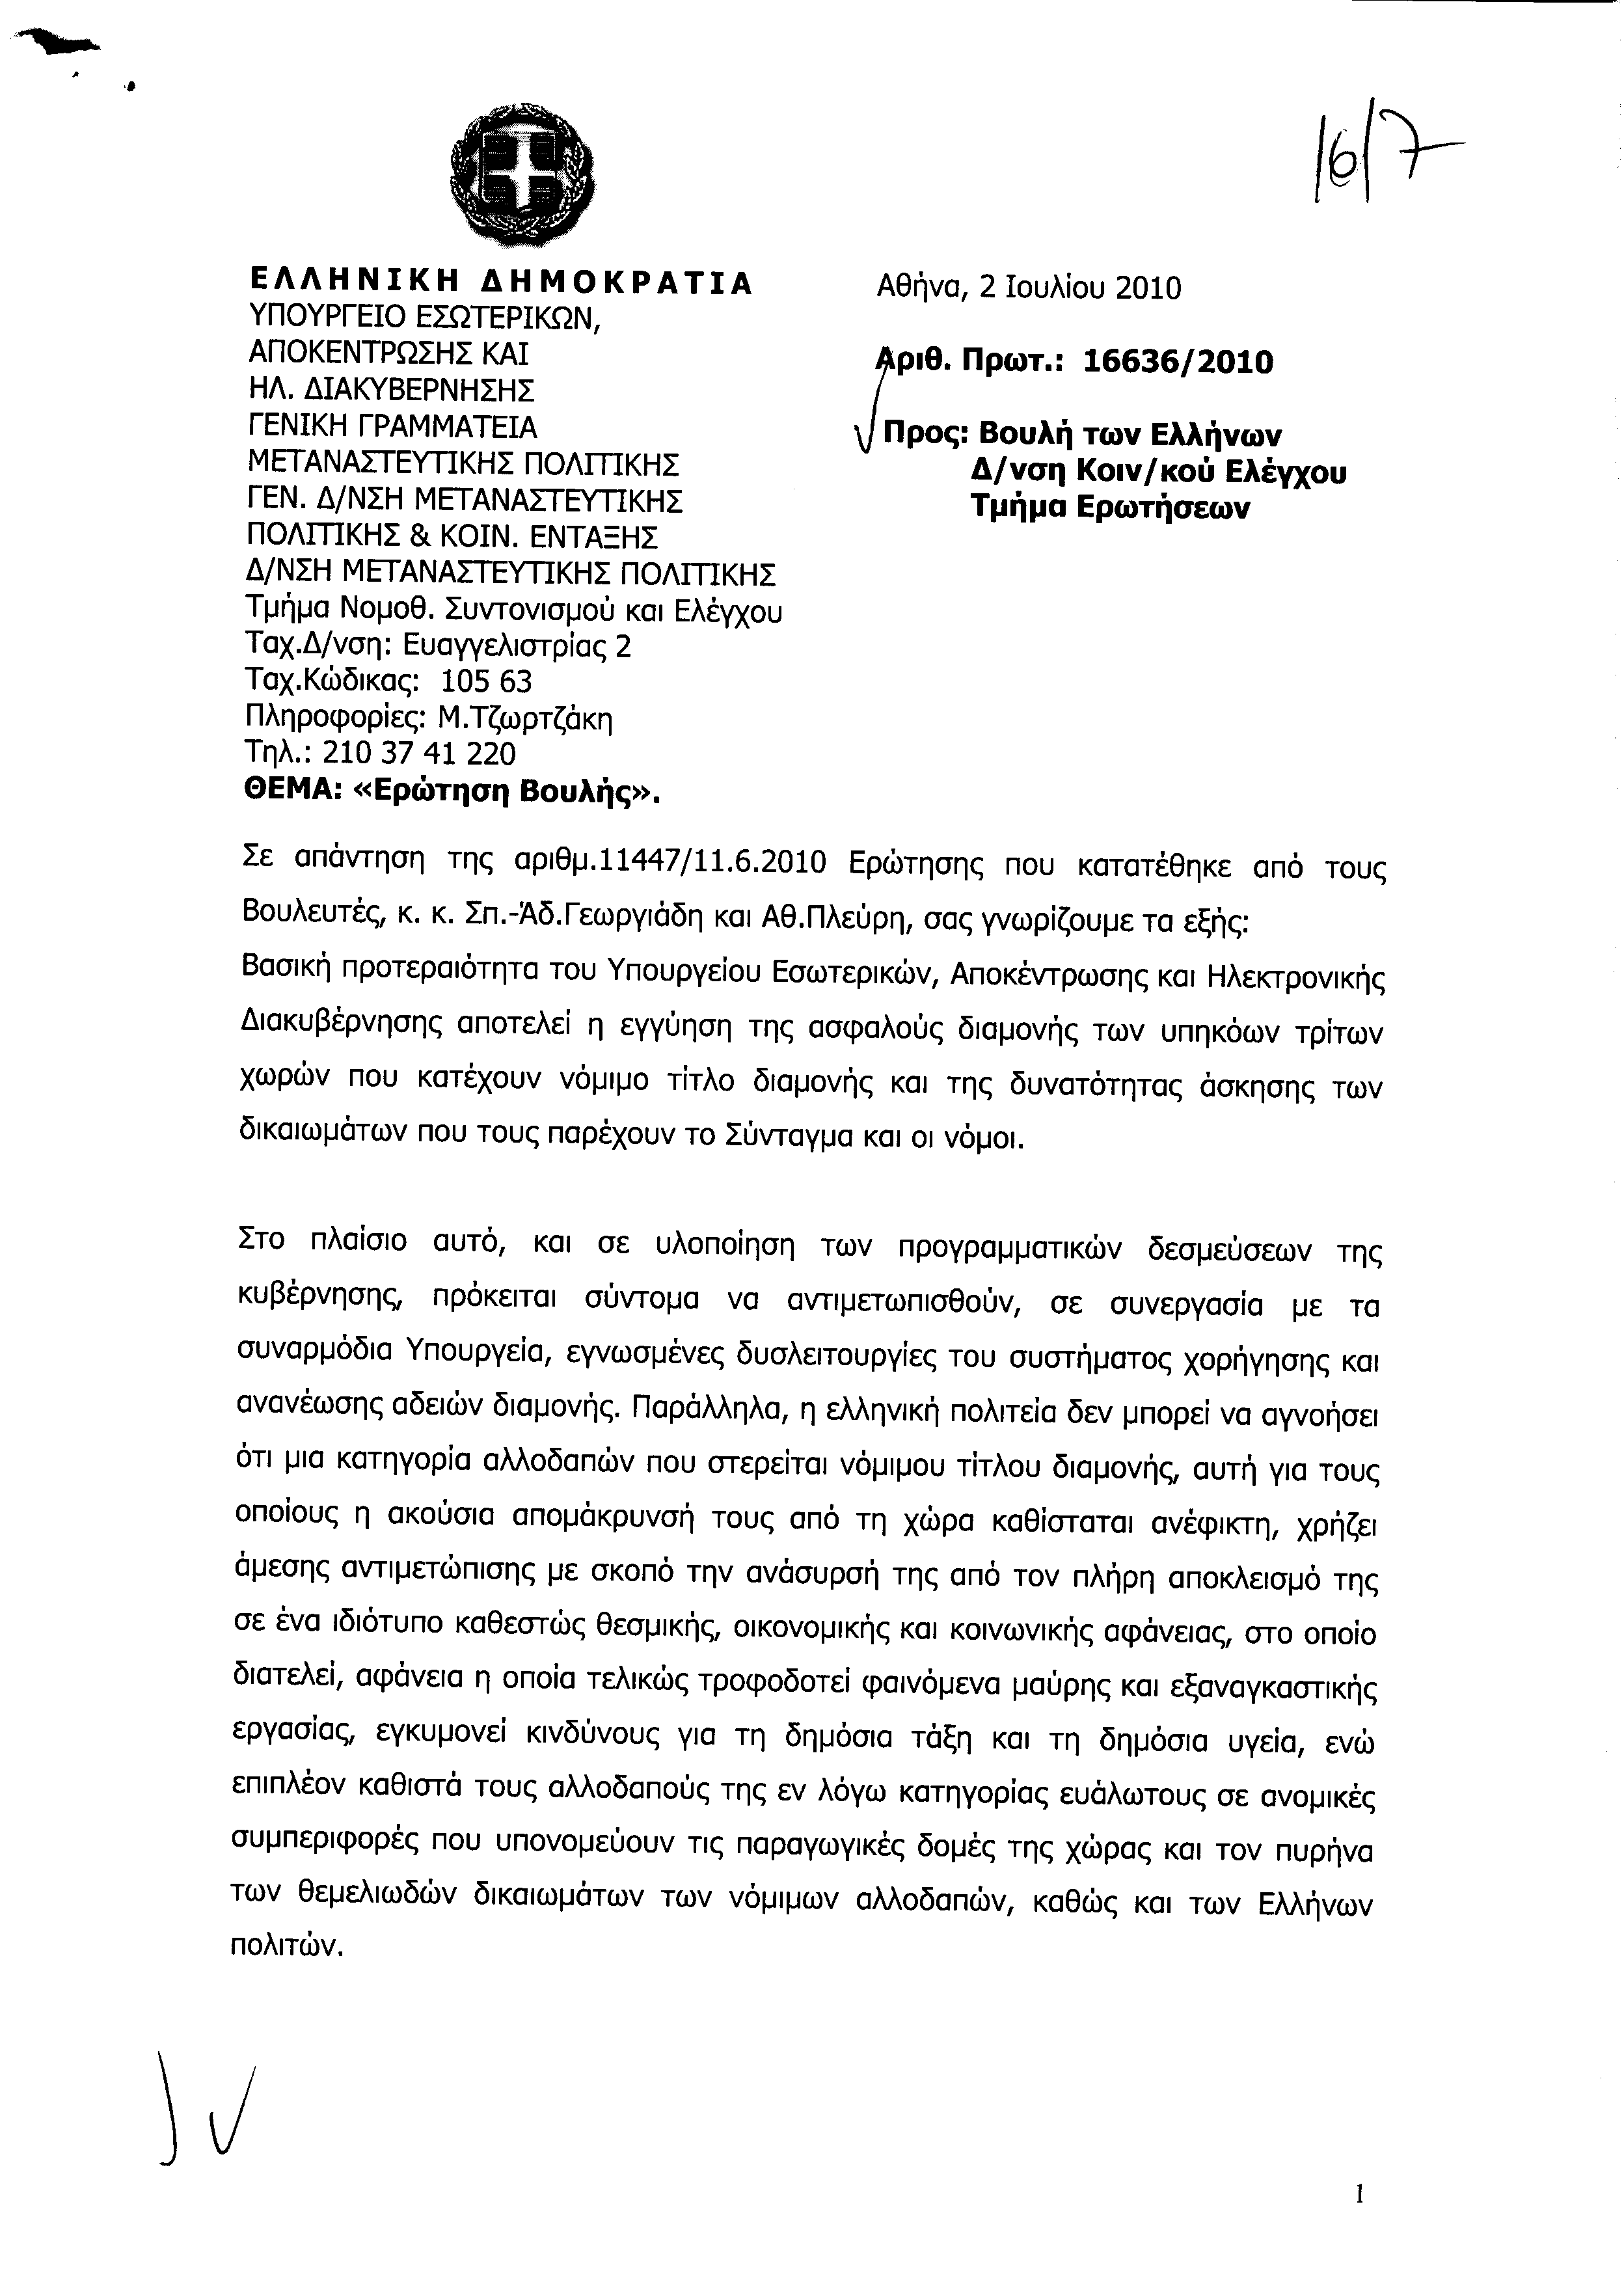 16/7
ΕΛΛΗΝΙΚΗ ΔΗΜΟΚΡΑΤΙΑ
ΥΠΟΥΡΓΕΙΟ ΕΣΩΤΕΡΙΚΩΝ,
ΑΠΟΚΕΝΤΡΩΣΗΣ ΚΑΙ
ΗΛ. ΔΙΑΚΥΒΕΡΝΗΣΗΣ
ΓΕΝΙΚΗ ΓΡΑΜΜΑΤΕΙΑ
ΜΕΤΑΝΑΣΤΕΥΤΙΚΗΣ ΠΟΛΙΤΙΚΗΣ
ΓΕΝ. Δ/ΝΣΗ ΜΕΤΑΝΑΣΤΕΥΤΙΚΗΣ
ΠΟΛΙΤΙΚΗΣ & ΚΟΙΝ. ΕΝΤΑΞΗΣ
Δ/ΝΣΗ ΜΕΤΑΝΑΣΤΕΥΤΙΚΗΣ ΠΟΛΙΤΙΚΗΣ
Τμήμα Νομοθ. Συντονισμού και Ελέγχου
Ταχ.Δ/νση: Ευαγγελιστρίας 2
Ταχ.Κώδικας: 105 63
Πληροφορίες: Μ.Τζωρτζάκη
Τηλ.: 210 37 41 220
ΘΕΜΑ: «Ερώτηση Βουλής».
Αθήνα, 2 Ιουλίου 2010
Αριθ. Πρωτ.: 16636/2010
Προς: Βουλή των Ελλήνων
Δ/νση Κοιν/κού Ελέγχου
Τμήμα Ερωτήσεων
Σε απάντηση της αριθμ.11447/11.6.2010 Ερώτησης που κατατέθηκε από τους
Βουλευτές, κ. κ. Σπ.-Άδ.Γεωργιάδη και Αθ.Πλεύρη, σας γνωρίζουμε τα εξής:
Βασική προτεραιότητα του Υπουργείου Εσωτερικών, Αποκέντρωσης και Ηλεκτρονικής
Διακυβέρνησης αποτελεί η εγγύηση της ασφαλούς διαμονής των υπηκόων τρίτων
χωρών που κατέχουν νόμιμο τίτλο διαμονής και της δυνατότητας άσκησης των
δικαιωμάτων που τους παρέχουν το Σύνταγμα και οι νόμοι.
Στο πλαίσιο αυτό, και σε υλοποίηση των προγραμματικών δεσμεύσεων της
κυβέρνησης, πρόκειται σύντομα να αντιμετωπισθούν, σε συνεργασία με τα
συναρμόδια Υπουργεία, εγνωσμένες δυσλειτουργίες του συστήματος χορήγησης και
ανανέωσης αδειών διαμονής. Παράλληλα, η ελληνική πολιτεία δεν μπορεί να αγνοήσει
ότι μια κατηγορία αλλοδαπών που στερείται νόμιμου τίτλου διαμονής, αυτή για τους
οποίους η ακούσια απομάκρυνσή τους από τη χώρα καθίσταται ανέφικτη, χρήζει
άμεσης αντιμετώπισης με σκοπό την ανάσυρσή της από τον πλήρη αποκλεισμό της
σε ένα ιδιότυπο καθεστώς θεσμικής, οικονομικής και κοινωνικής αφάνειας, στο οποίο
διατελεί, αφάνεια η οποία τελικώς τροφοδοτεί φαινόμενα μαύρης και εξαναγκαστικής
εργασίας, εγκυμονεί κινδύνους για τη δημόσια τάξη και τη δημόσια υγεία, ενώ
επιπλέον καθιστά τους αλλοδαπούς της εν λόγω κατηγορίας ευάλωτους σε ανομικές
συμπεριφορές που υπονομεύουν τις παραγωγικές δομές της χώρας και τον πυρήνα
των θεμελιωδών δικαιωμάτων των νόμιμων αλλοδαπών, καθώς και των Ελλήνων
πολιτών.
1